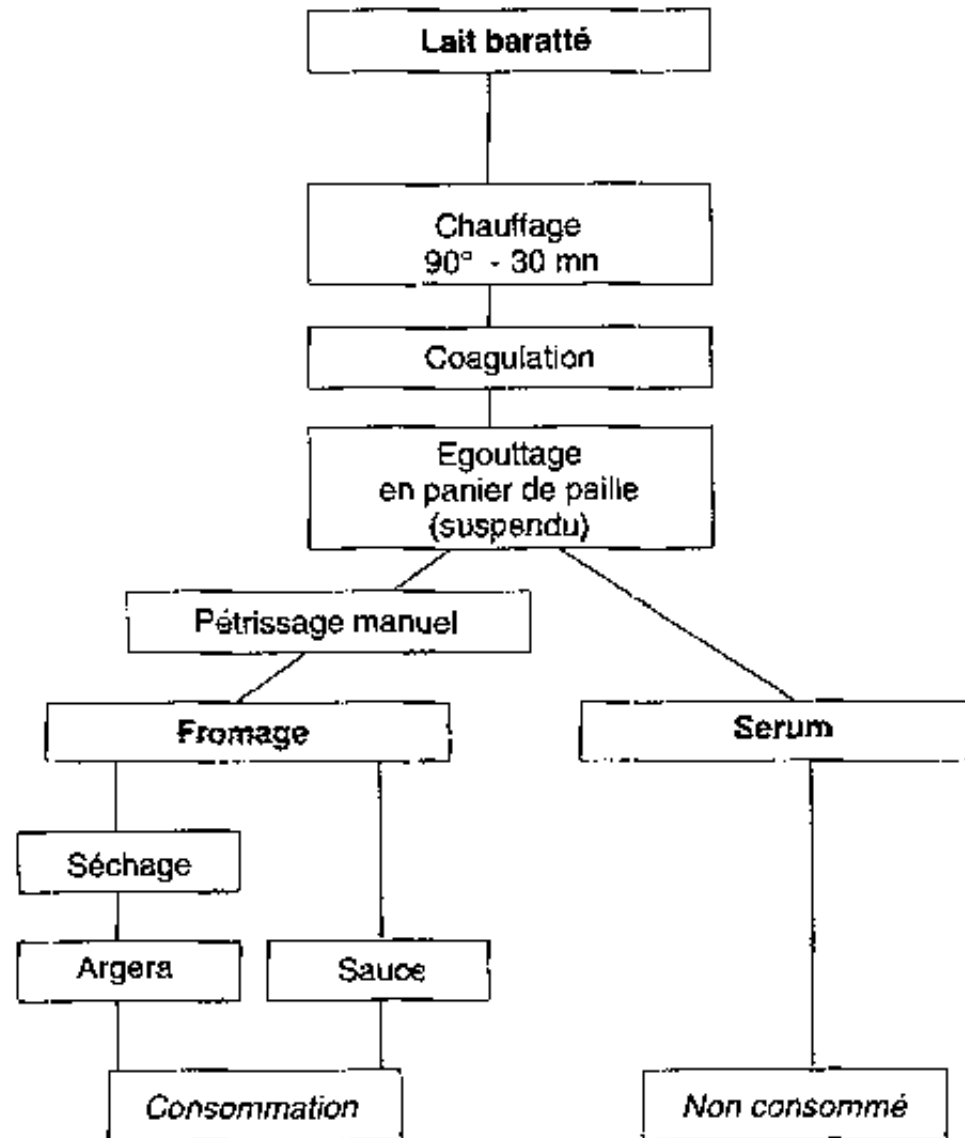 Lait baratté
Chauffage
90° - 30 mn
Coagulation
Egouttage
en panier de paille
(suspendu)
Pétrissage manuel
Fromage
Serum
Séchage
Argera
Sauce
Consommation
Non consommé